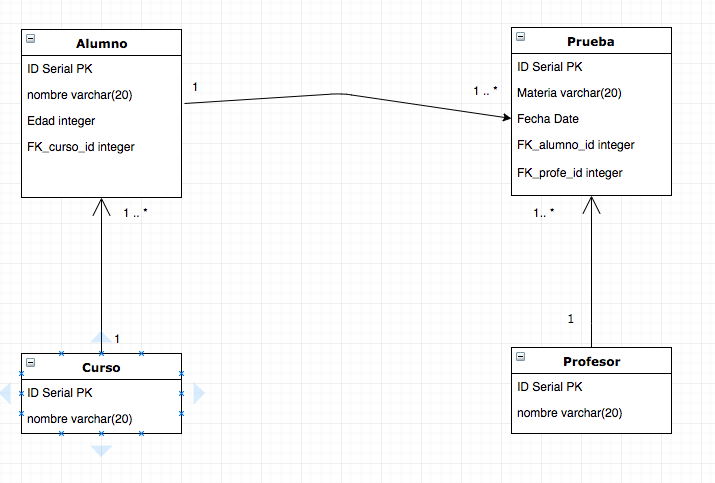 Alumno
ID Serial PK
nombre varchar(20)
Edad integer
FK_curso_id integer
1
1 .. *
Prueba
ID Serial PK
Materia varchar(20)
Fecha Date
FK_alumno_id integer
FK_profe_id integer
1 .. *
1
1.. *
1
Curso
ID Serial PK
nombre varchar(20)
Profesor
ID Serial PK
nombre varchar(20)